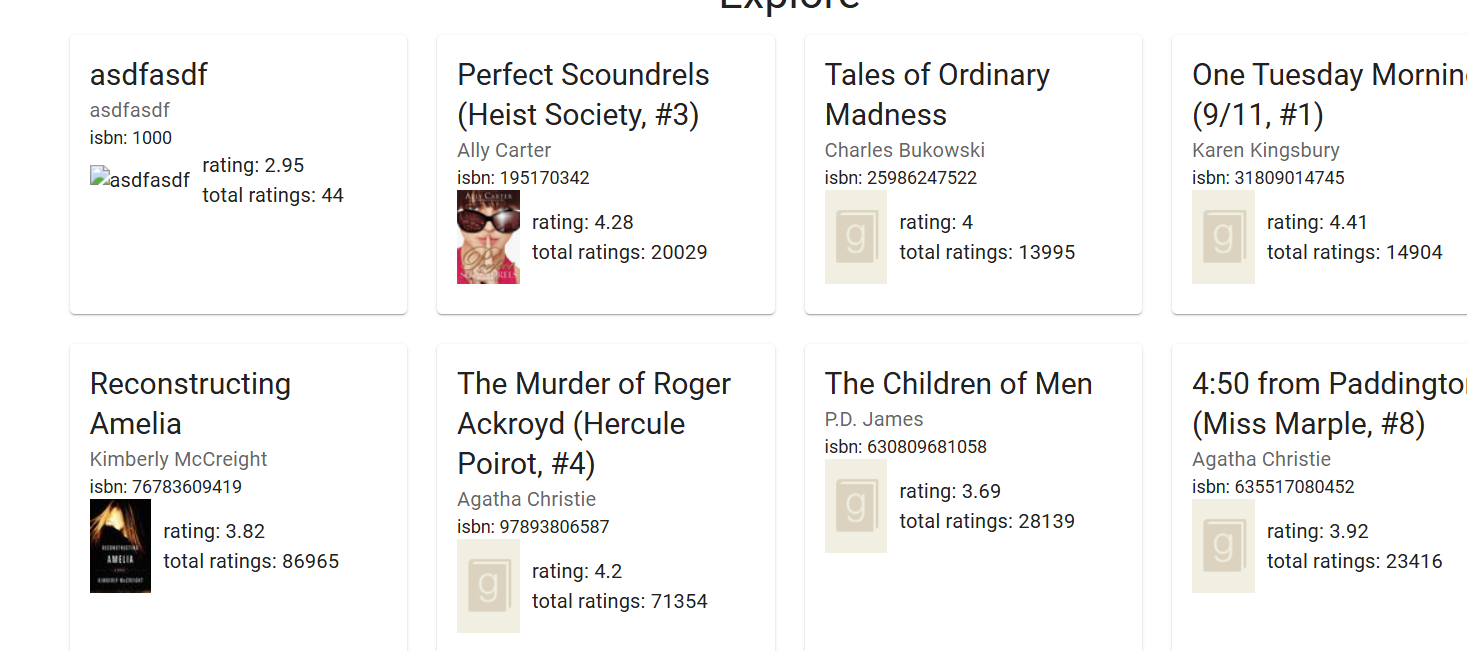 Explore
asdfasdf
asdfasdf
isbn: 1000
asdfasdf
rating: 2.95
total ratings: 44
Perfect Scoundrels
(Heist Society, #3)
Ally Carter
isbn: 195170342
ALLY CARTER
rating: 4.28
total ratings: 20029
Tales of Ordinary
Madness
Charles Bukowski
isbn: 25986247522
g
rating: 4
total ratings: 13995
One Tuesday Mornin
(9/11, #1)
Karen Kingsbury
isbn: 31809014745
g
rating: 4.41
total ratings: 14904
Reconstructing
Amelia
Kimberly McCreight
isbn: 76783609419
RECONSTRUCTING
AMELIA
KIMBERLY McCREIGHT
rating: 3.82
total ratings: 86965
The Murder of Roger
Ackroyd (Hercule
Poirot, #4)
Agatha Christie
isbn: 97893806587
g
rating: 4.2
total ratings: 71354
The Children of Men
P.D. James
isbn: 630809681058
g
rating: 3.69
total ratings: 28139
4:50 from Paddingto
(Miss Marple, #8)
Agatha Christie
isbn: 635517080452
g
rating: 3.92
total ratings: 23416